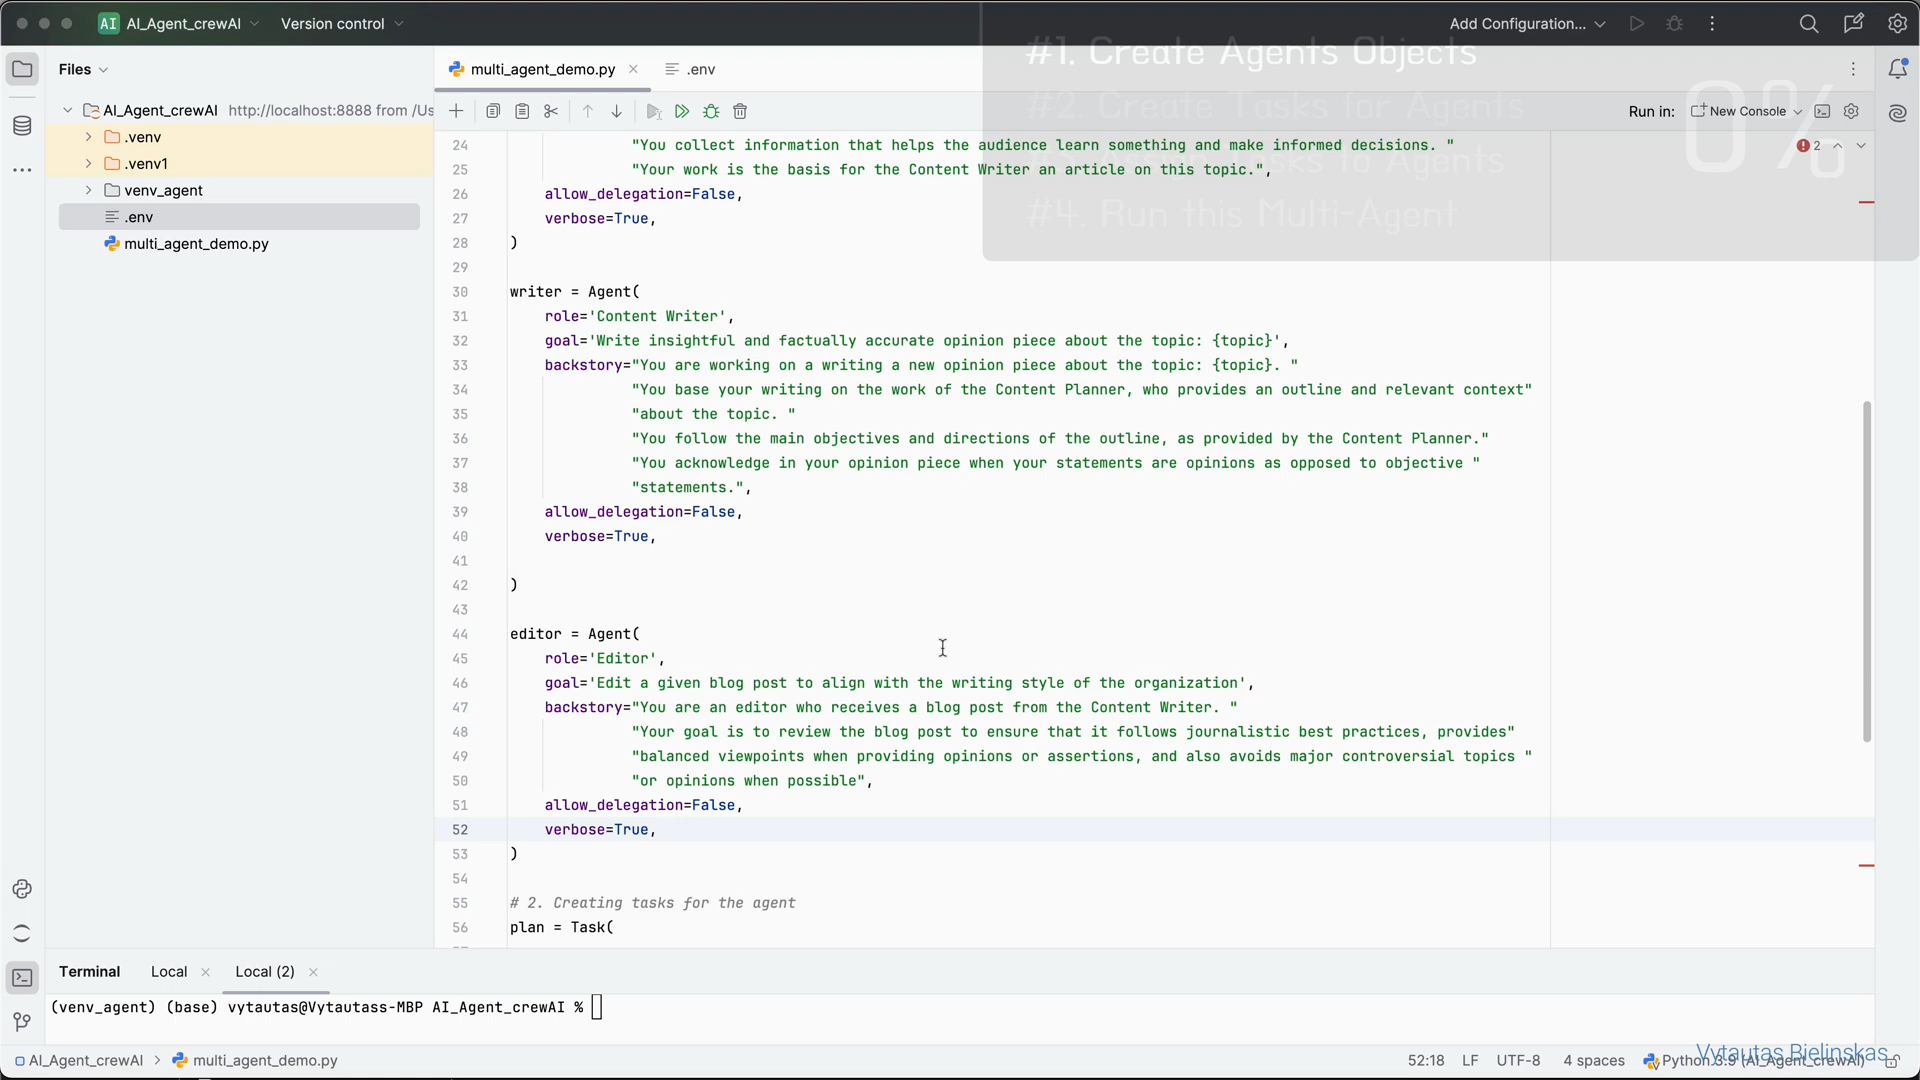 AI AI_Agent_crewAI Version control Add Configuration...
#1. Create Agents Objects
Files multi_agent_demo.py .env
#2. Create Tasks for Agents
0%
AI_Agent_crewAI http://localhost:8888 from /Us
Run in: New Console
.venv
24 "You collect information that helps the audience learn something and make informed decisions. "
2
#3. Assign Tasks to Agents
.venv1
25 "Your work is the basis for the Content Writer an article on this topic.",
venv_agent
26 allow_delegation=False,
.env
27 verbose=True,
#4. Run this Multi-Agent
multi_agent_demo.py
28 )
29
30 writer = Agent(
31 role='Content Writer',
32 goal='Write insightful and factually accurate opinion piece about the topic: {topic}',
33 backstory="You are working on a writing a new opinion piece about the topic: {topic}. "
34 "You base your writing on the work of the Content Planner, who provides an outline and relevant context"
35 "about the topic. "
36 "You follow the main objectives and directions of the outline, as provided by the Content Planner."
37 "You acknowledge in your opinion piece when your statements are opinions as opposed to objective "
38 "statements.",
39 allow_delegation=False,
40 verbose=True,
41
42 )
43
44 editor = Agent(
45 role='Editor',
46 goal='Edit a given blog post to align with the writing style of the organization',
47 backstory="You are an editor who receives a blog post from the Content Writer. "
48 "Your goal is to review the blog post to ensure that it follows journalistic best practices, provides"
49 "balanced viewpoints when providing opinions or assertions, and also avoids major controversial topics "
50 "or opinions when possible",
51 allow_delegation=False,
52 verbose=True,
53 )
54
55 # 2. Creating tasks for the agent
56 plan = Task(
Terminal Local Local (2)
(venv_agent) (base) vytautas@Vytautass-MBP AI_Agent_crewAI %
AI_Agent_crewAI multi_agent_demo.py 52:18 LF UTF-8 4 spaces Python 3.9 (AI_Agent_crewAI)
Vytautas Bielinskas